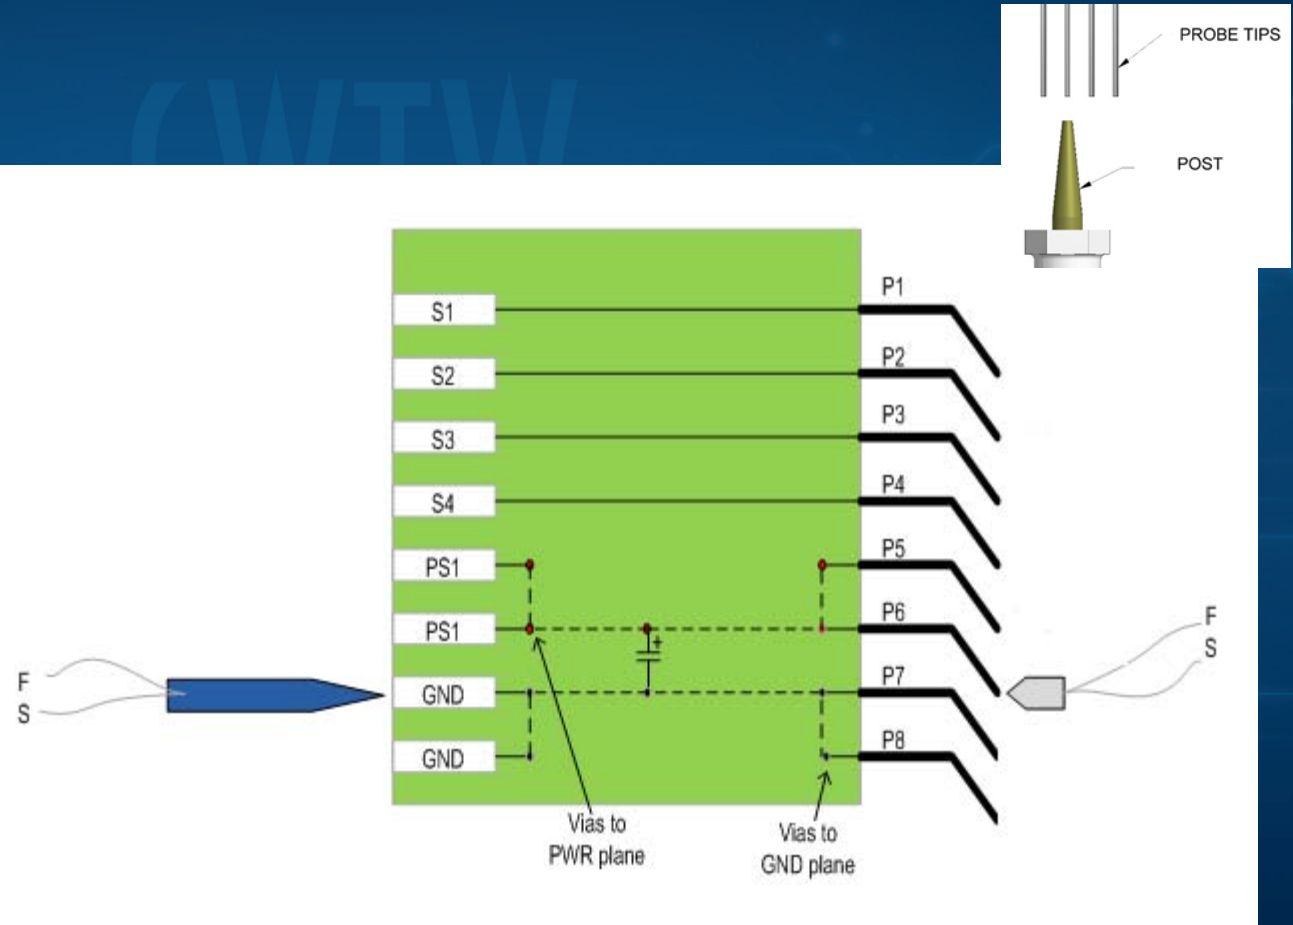 SWTW
PROBE TIPS
POST
P1
S1
P2
S2
P3
S3
P4
S4
P5
PS1
P6
PS1
F
S
P7
GND
F
S
P8
GND
+
Vias to
PWR plane
Vias to
GND plane